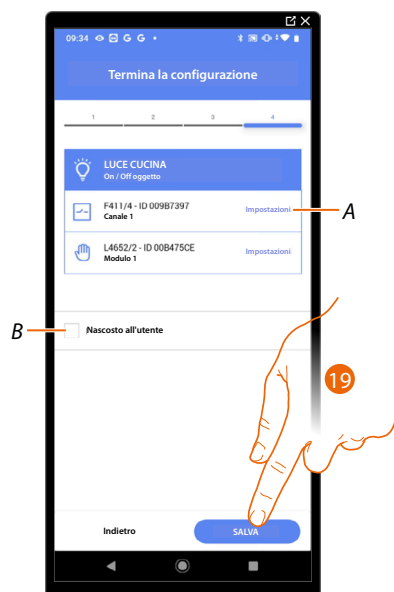 09:34 G G
Termina la configurazione
1 2 3 4
LUCE CUCINA
On / Off oggetto
F411/4 - ID 009B7397
Canale 1
Impostazioni
A
L4652/2 - ID 00B475CE
Modulo 1
Impostazioni
B
Nascosto all'utente
19
Indietro
SALVA